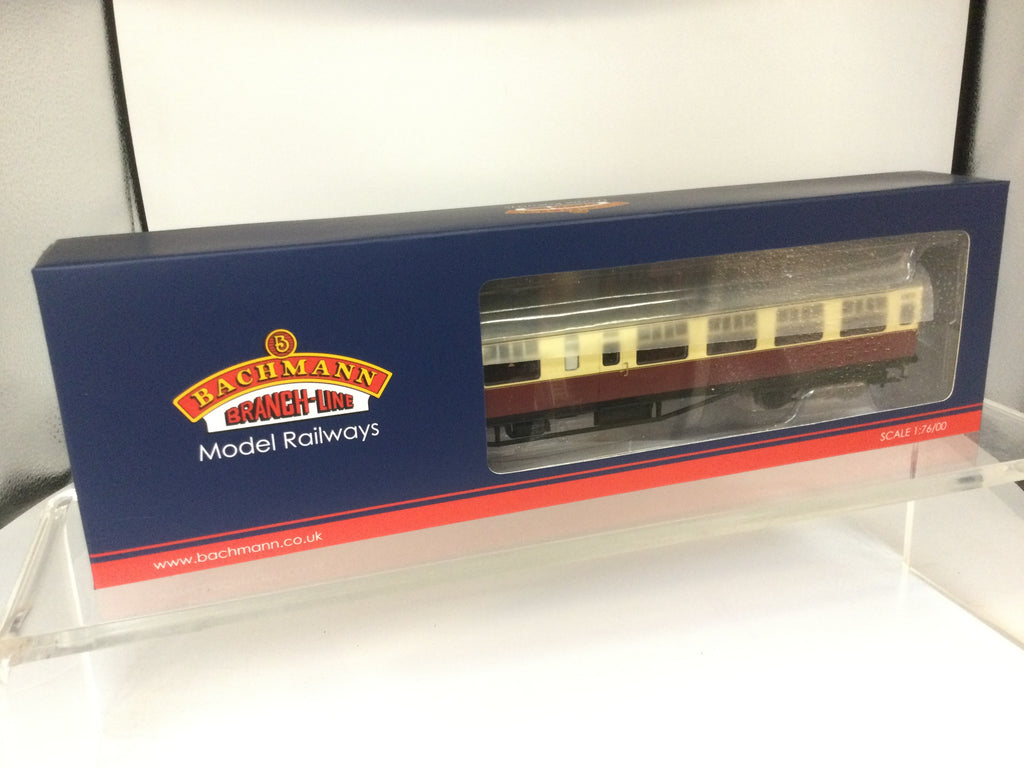 BACHMANN
BRANCH-LINE
Model Railways
www.bachmann.co.uk
SCALE 1:76/00